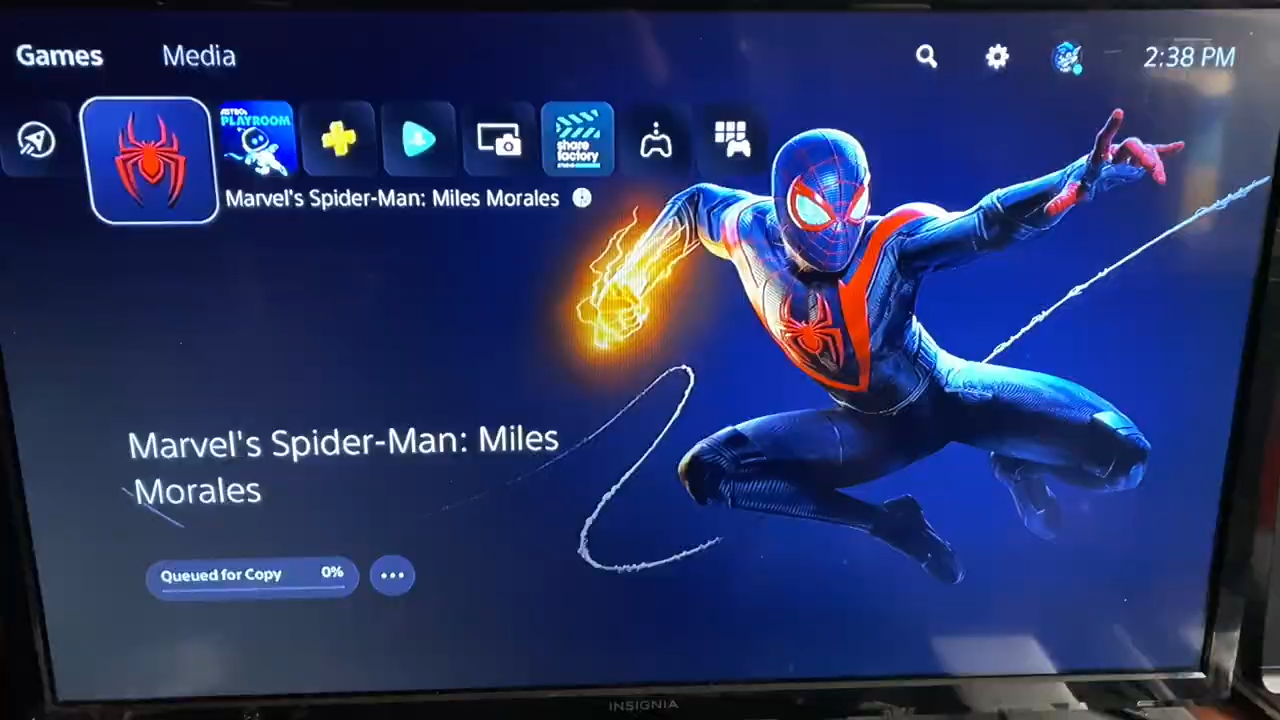 Games
Media
2:38 PM
ASTRO's
PLAYROOM
share
factory
STUDIO
Marvel's Spider-Man: Miles Morales
Marvel's Spider-Man: Miles
Morales
Queued for Copy 0%
INSIGNIA